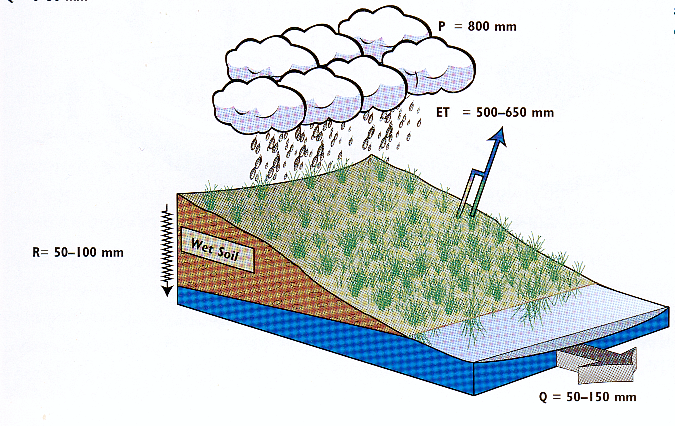 P = 800 mm
ET = 500–650 mm
R= 50–100 mm
Wet Soil
Q = 50–150 mm